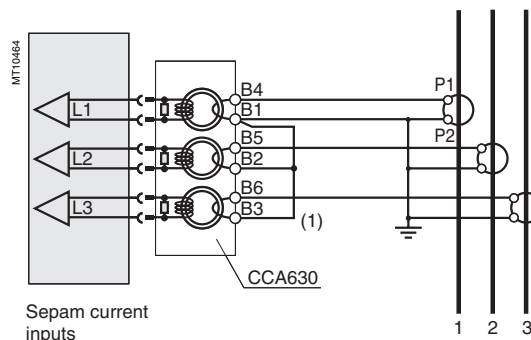 MT10464
B4
P1
L1
B1
B5
P2
L2
B2
B6
L3
B3
(1)
CCA630
Sepam current
inputs
1 2 3